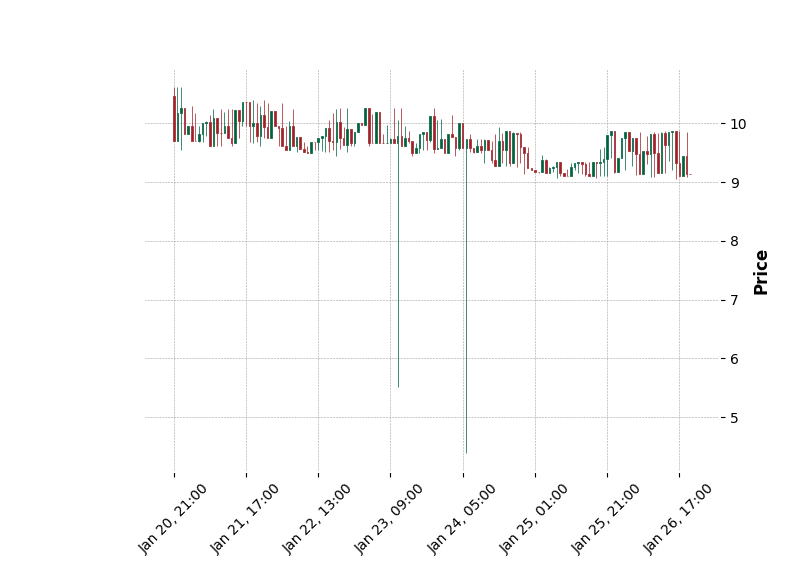 10
9
8
7
6
5
Price
Jan 20, 21:00
Jan 21, 17:00
Jan 22, 13:00
Jan 23, 09:00
Jan 24, 05:00
Jan 25, 01:00
Jan 25, 21:00
Jan 26, 17:00